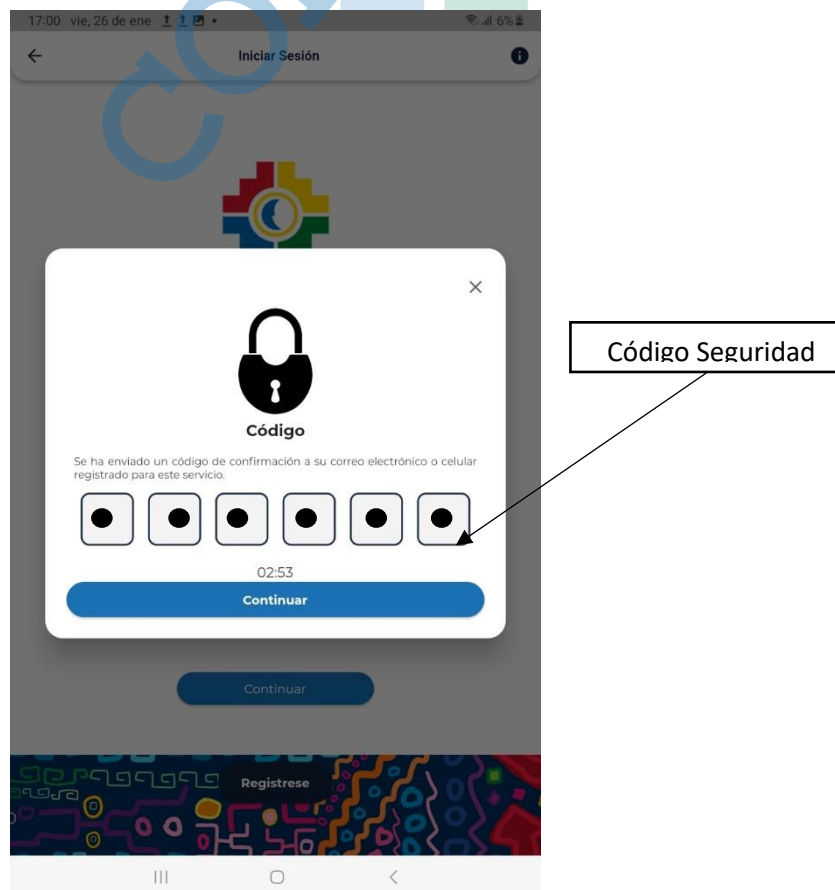 17:00 vie, 26 de ene
6%
Iniciar Sesión
Código Seguridad
Código
Se ha enviado un código de confirmación a su correo electrónico o celular
registrado para este servicio.
02:53
Continuar
Continuar
Registrese